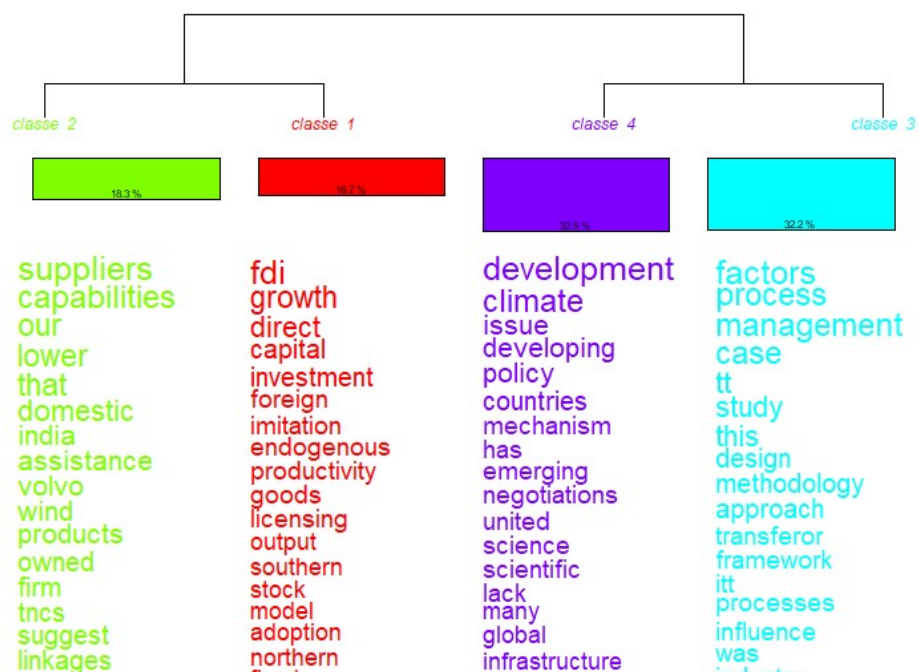 classe 2
classe 1
classe 4
classe 3
18.3 %
16.7 %
32.9 %
32.2 %
suppliers
capabilities
our
lower
that
domestic
india
assistance
volvo
wind
products
owned
firm
tncs
suggest
linkages
fdi
growth
direct
capital
investment
foreign
imitation
endogenous
productivity
goods
licensing
output
southern
stock
model
adoption
northern
development
climate
issue
developing
policy
countries
mechanism
has
emerging
negotiations
united
science
scientific
lack
many
global
infrastructure
factors
process
management
case
tt
study
this
design
methodology
approach
transferor
framework
itt
processes
influence
was